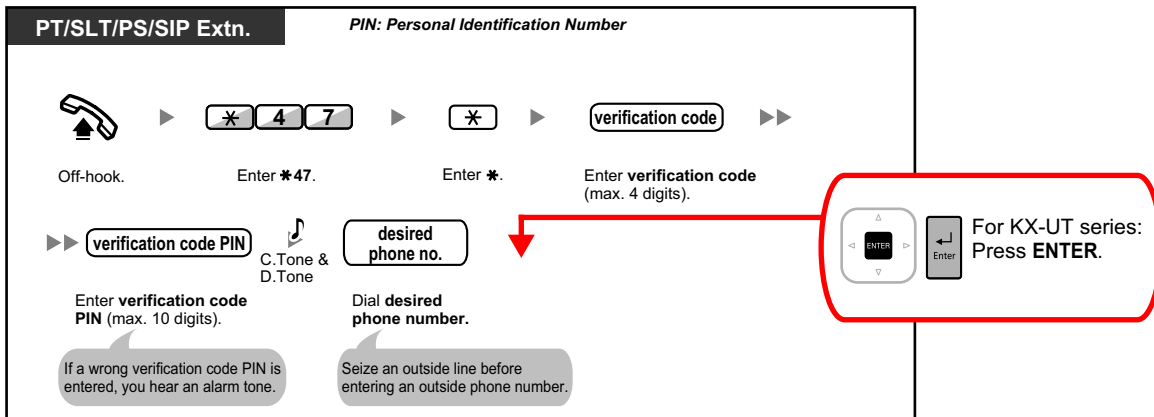 PT/SLT/PS/SIP Extn.
PIN: Personal Identification Number
* 4 7
*
verification code
Off-hook.
Enter *47.
Enter *.
Enter verification code
(max. 4 digits).
verification code PIN
C.Tone &
D.Tone
desired
phone no.
Enter verification code
PIN (max. 10 digits).
Dial desired
phone number.
If a wrong verification code PIN is
entered, you hear an alarm tone.
Seize an outside line before
entering an outside phone number.
ENTER
Enter
For KX-UT series:
Press ENTER.